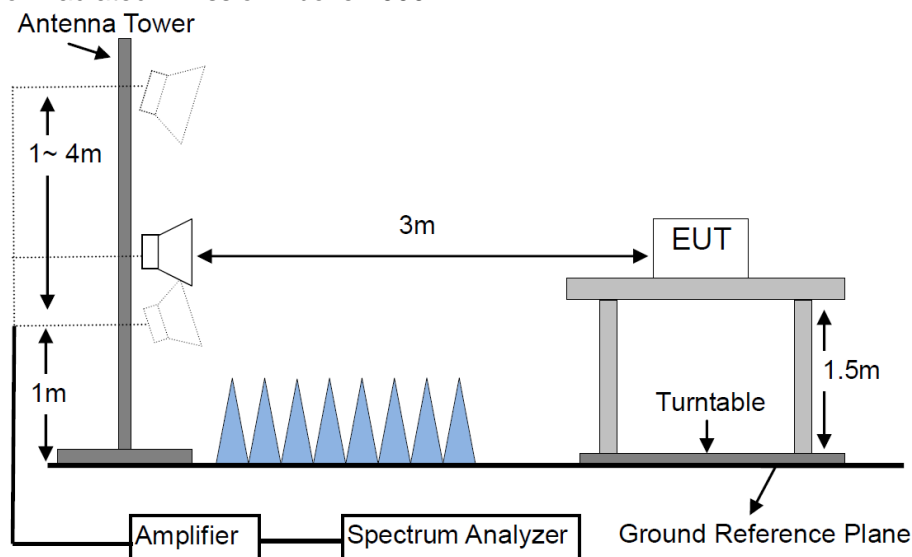 Antenna Tower
1~ 4m
3m
EUT
1m
1.5m
Turntable
Amplifier
Spectrum Analyzer
Ground Reference Plane